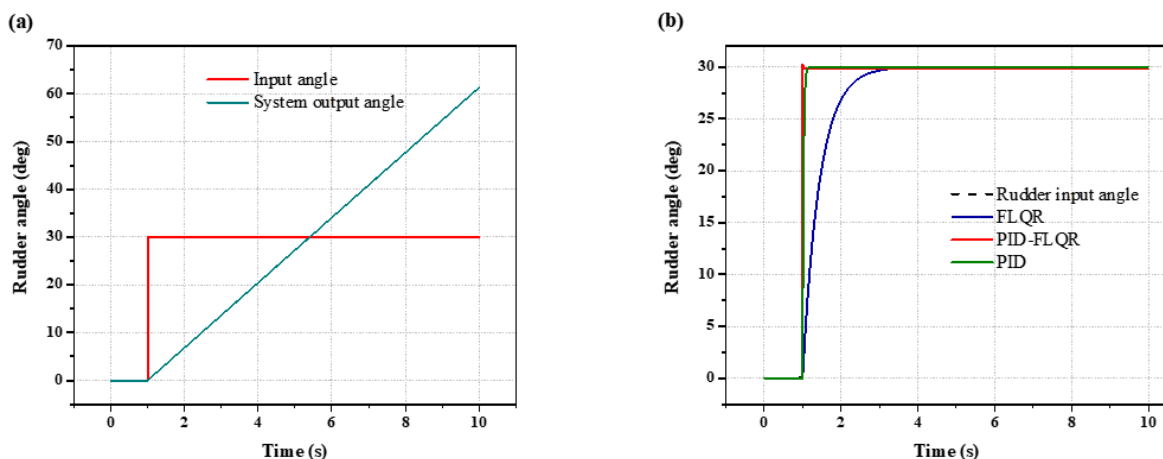 (a)
70
60
50
40
30
20
10
0
Rudder angle (deg)
Input angle
System output angle
0 2 4 6 8 10
Time (s)
(b)
30
25
20
15
10
5
0
Rudder angle (deg)
Rudder input angle
FLQR
PID-FLQR
PID
0 2 4 6 8 10
Time (s)